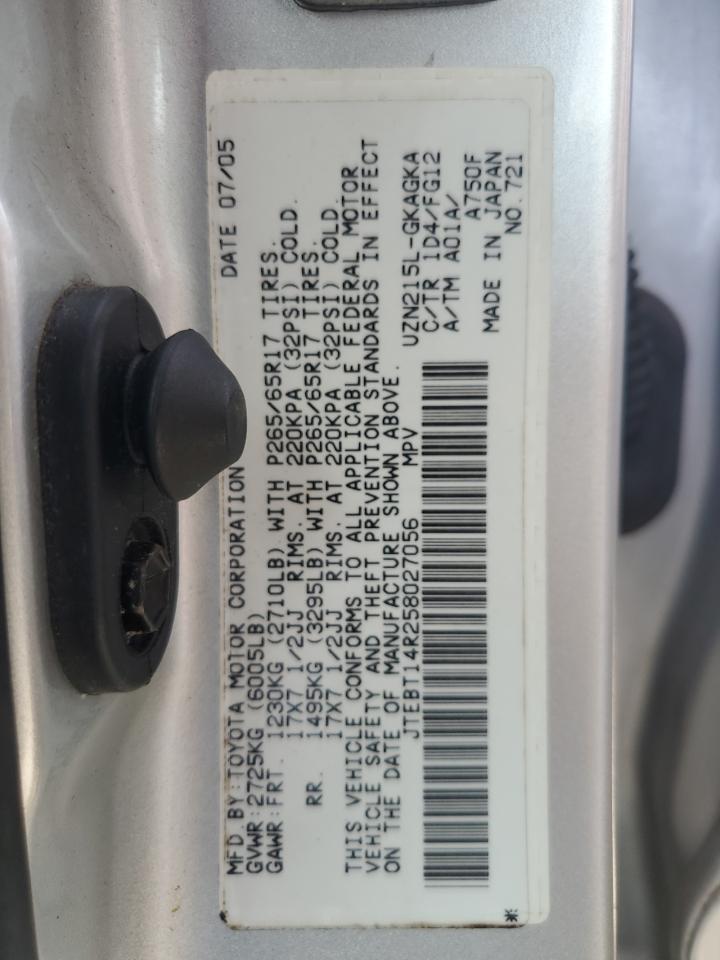 MFD BY: TOYOTA MOTOR CORPORATION DATE 07/05
GVWR: 2725KG (6005LB)
GAWR: FRT. 1230KG (2710LB) WITH P265/65R17 TIRES.
17X7 1/2JJ RIMS. AT 220KPA (32PSI) COLD.
RR. 1495KG (3295LB) WITH P265/65R17 TIRES.
17X7 1/2JJ RIMS. AT 220KPA (32PSI) COLD.
THIS VEHICLE CONFORMS TO ALL APPLICABLE FEDERAL MOTOR
VEHICLE SAFETY AND THEFT PREVENTION STANDARDS IN EFFECT
ON THE DATE OF MANUFACTURE SHOWN ABOVE.
JTEBT14R258027056 MPV
UZN215L-GKAGKA
C/TR 1D4/FG12
A/TM A01A/
A750F
MADE IN JAPAN
NO.721